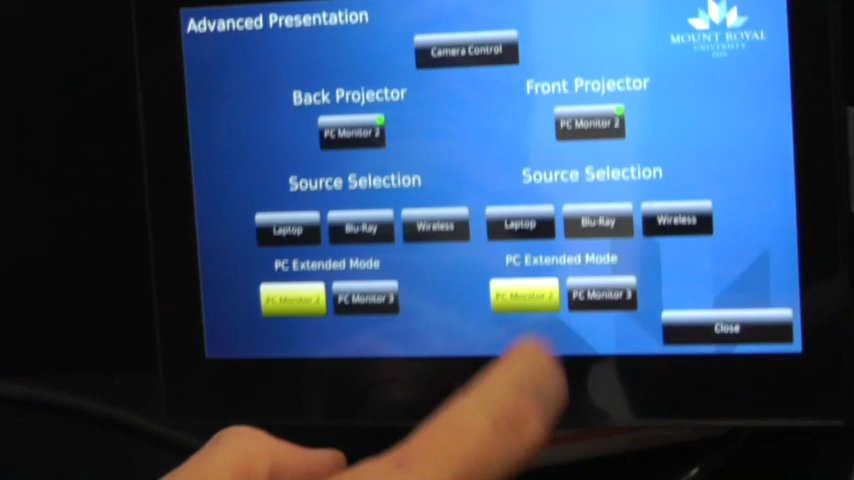 Advanced Presentation
MOUNT ROYAL
UNIVERSITY
Camera Control
Back Projector
Front Projector
PC Monitor 2
PC Monitor 2
Source Selection
Source Selection
Laptop
Blu-Ray
Wireless
Laptop
Blu-Ray
Wireless
PC Extended Mode
PC Extended Mode
PC Monitor 2
PC Monitor 3
PC Monitor 2
PC Monitor 3
Close